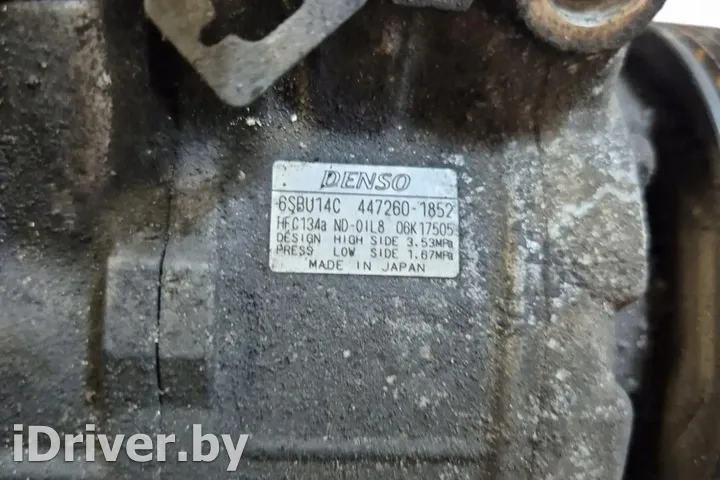 DENSO
6SBU14C 447260-1852
HFC134a ND-OIL8 06K17505
DESIGN HIGH SIDE 3.53MPa
PRESS LOW SIDE 1.67MPa
MADE IN JAPAN
iDriver.by